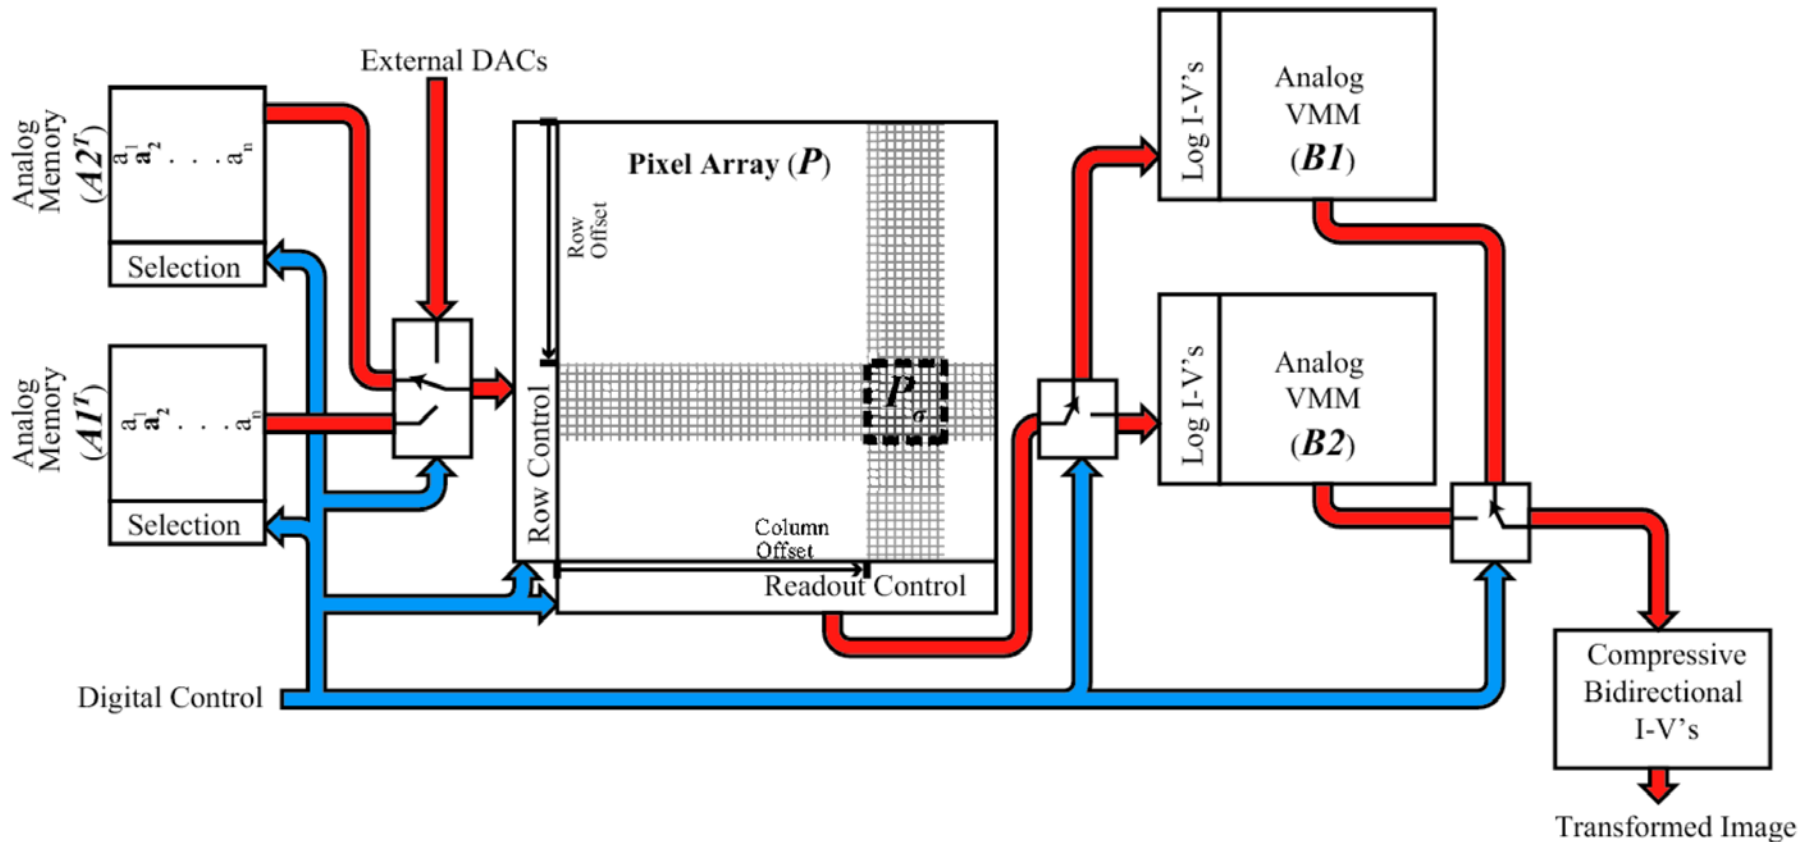 External DACs
Analog
Memory
(A2ᵀ)
a₁ a₂ . . . aₙ
Selection
Analog
Memory
(A1ᵀ)
a₁ a₂ . . . aₙ
Selection
Digital Control
Pixel Array (P)
Row
Offset
Row Control
Pσ
Column
Offset
Readout Control
Log I-V's
Analog
VMM
(B1)
Log I-V's
Analog
VMM
(B2)
Compressive
Bidirectional
I-V's
Transformed Image